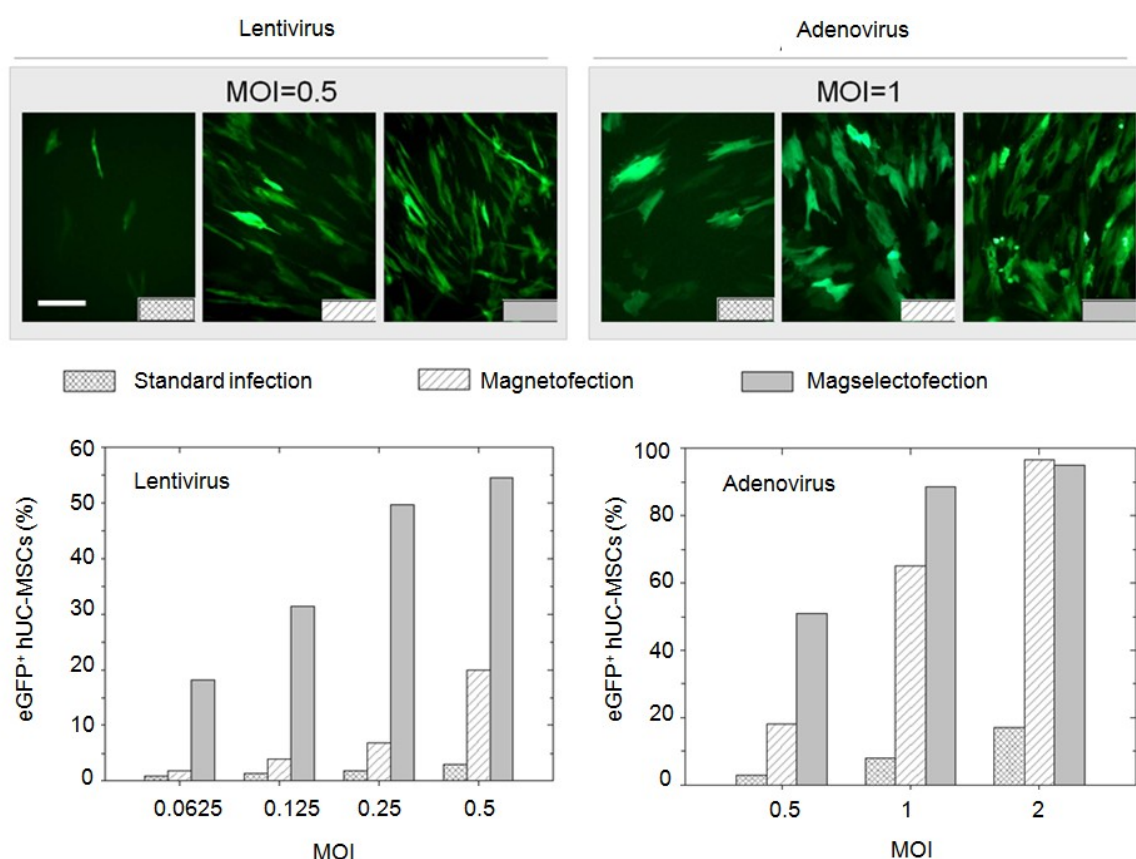 Lentivirus
Adenovirus
MOI=0.5
MOI=1
Standard infection
Magnetofection
Magselectofection
60
50
40
30
20
10
0
eGFP⁺ hUC-MSCs (%)
Lentivirus
0.0625 0.125 0.25 0.5
MOI
100
80
60
40
20
0
eGFP⁺ hUC-MSCs (%)
Adenovirus
0.5 1 2
MOI